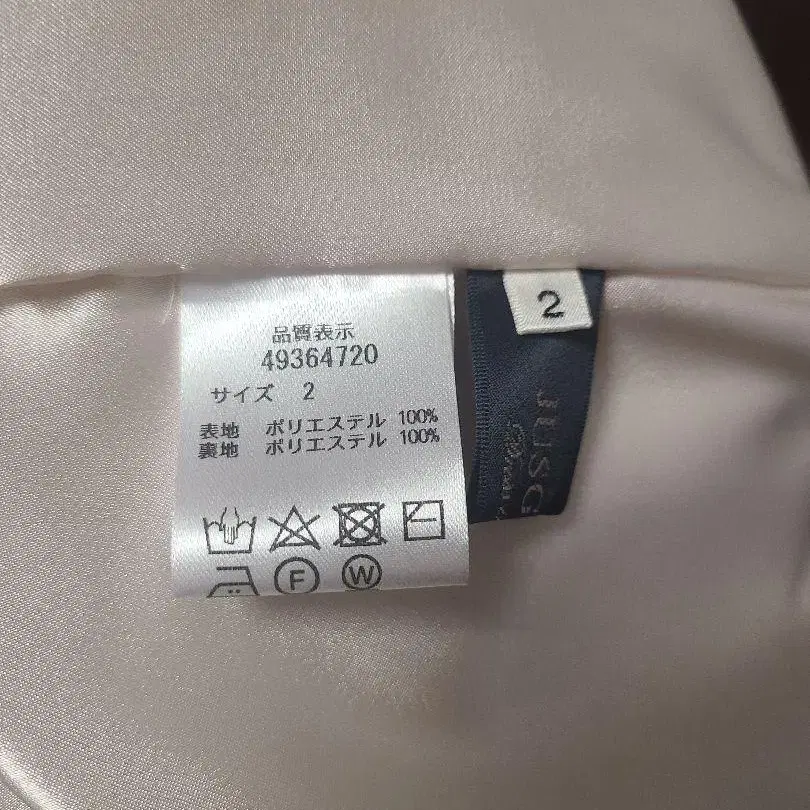 品質表示
49364720
サイズ 2
表地 ポリエステル 100%
裏地 ポリエステル 100%
F W
2